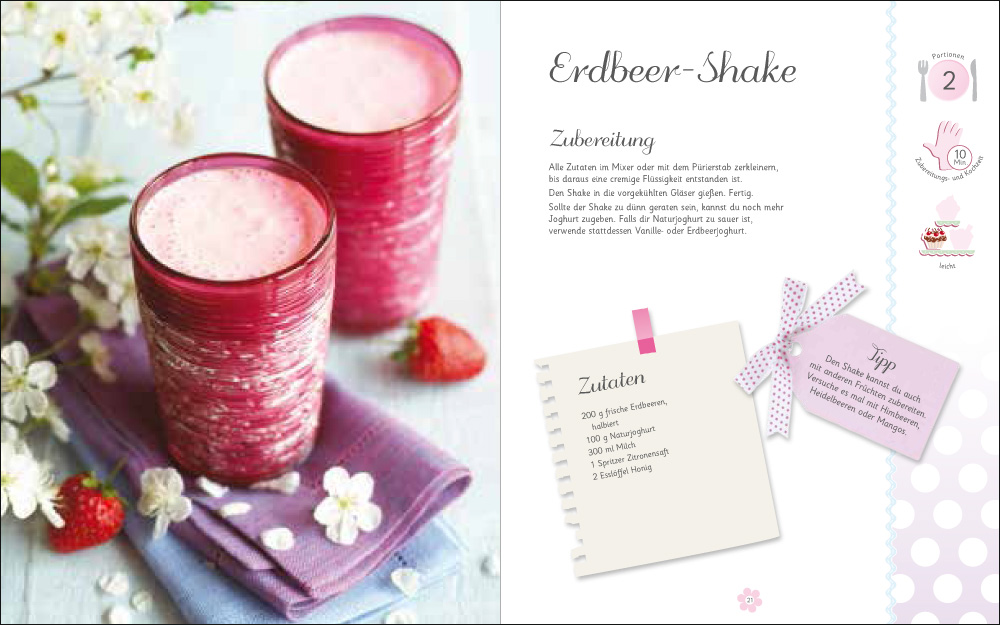 Erdbeer-Shake
Zubereitung
Alle Zutaten im Mixer oder mit dem Pürierstab zerkleinern,
bis daraus eine cremige Flüssigkeit entstanden ist.
Den Shake in die vorgekühlten Gläser gießen. Fertig.
Sollte der Shake zu dünn geraten sein, kannst du noch mehr
Joghurt zugeben. Falls dir Naturjoghurt zu sauer ist,
verwende stattdessen Vanille- oder Erdbeerjoghurt.
Portionen
2
10
Min.
Zubereitungs- und Kochzeit
leicht
Zutaten
200 g frische Erdbeeren,
halbiert
100 g Naturjoghurt
300 ml Milch
1 Spritzer Zitronensaft
2 Esslöffel Honig
Tipp
Den Shake kannst du auch
mit anderen Früchten zubereiten.
Versuche es mal mit Himbeeren,
Heidelbeeren oder Mangos.
21